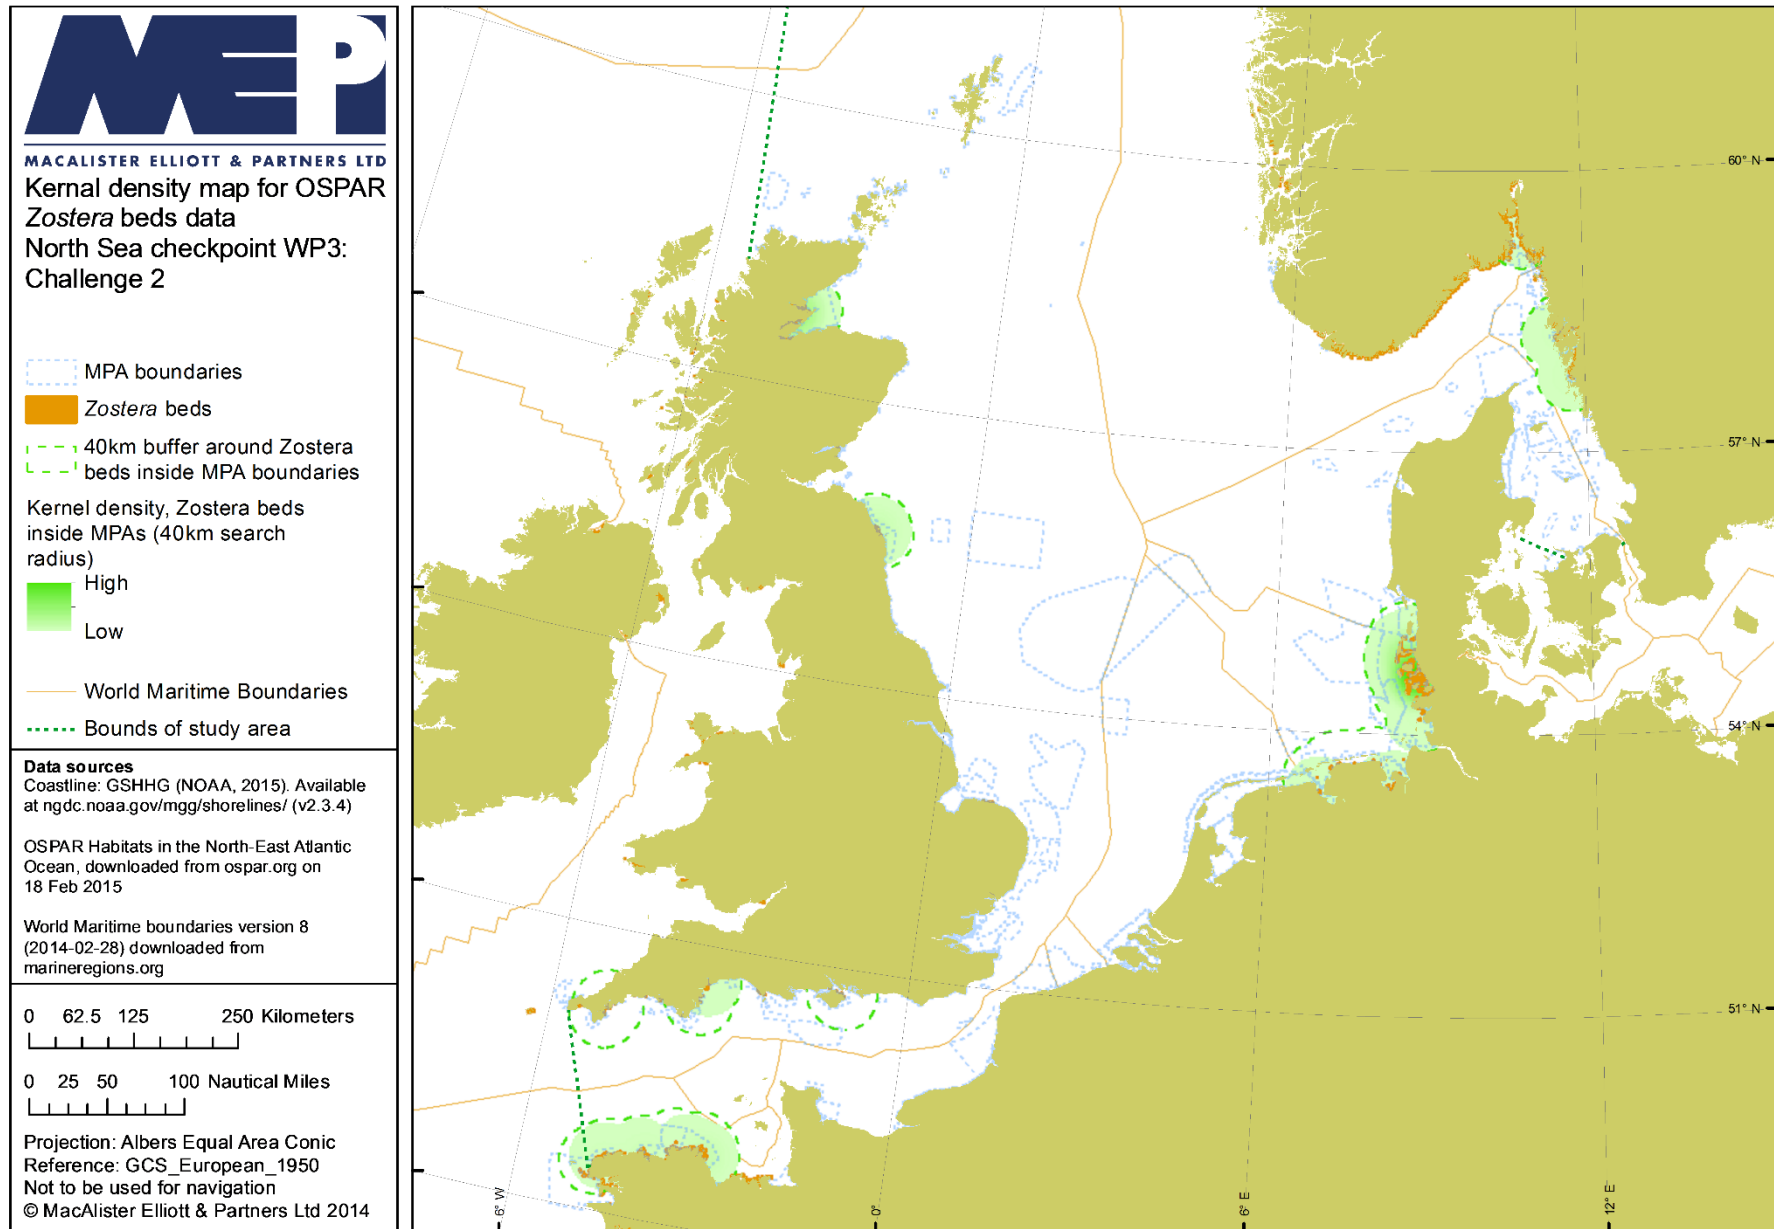 MEP
MACALISTER ELLIOTT & PARTNERS LTD
Kernal density map for OSPAR
Zostera beds data
North Sea checkpoint WP3:
Challenge 2
MPA boundaries
Zostera beds
40km buffer around Zostera
beds inside MPA boundaries
Kernel density, Zostera beds
inside MPAs (40km search
radius)
High
Low
World Maritime Boundaries
Bounds of study area
Data sources
Coastline: GSHHG (NOAA, 2015). Available
at ngdc.noaa.gov/mgg/shorelines/ (v2.3.4)
OSPAR Habitats in the North-East Atlantic
Ocean, downloaded from ospar.org on
18 Feb 2015
World Maritime boundaries version 8
(2014-02-28) downloaded from
marineregions.org
0 62.5 125 250 Kilometers
0 25 50 100 Nautical Miles
Projection: Albers Equal Area Conic
Reference: GCS_European_1950
Not to be used for navigation
© MacAlister Elliott & Partners Ltd 2014
60° N
57° N
54° N
51° N
6° W
0°
6° E
12° E